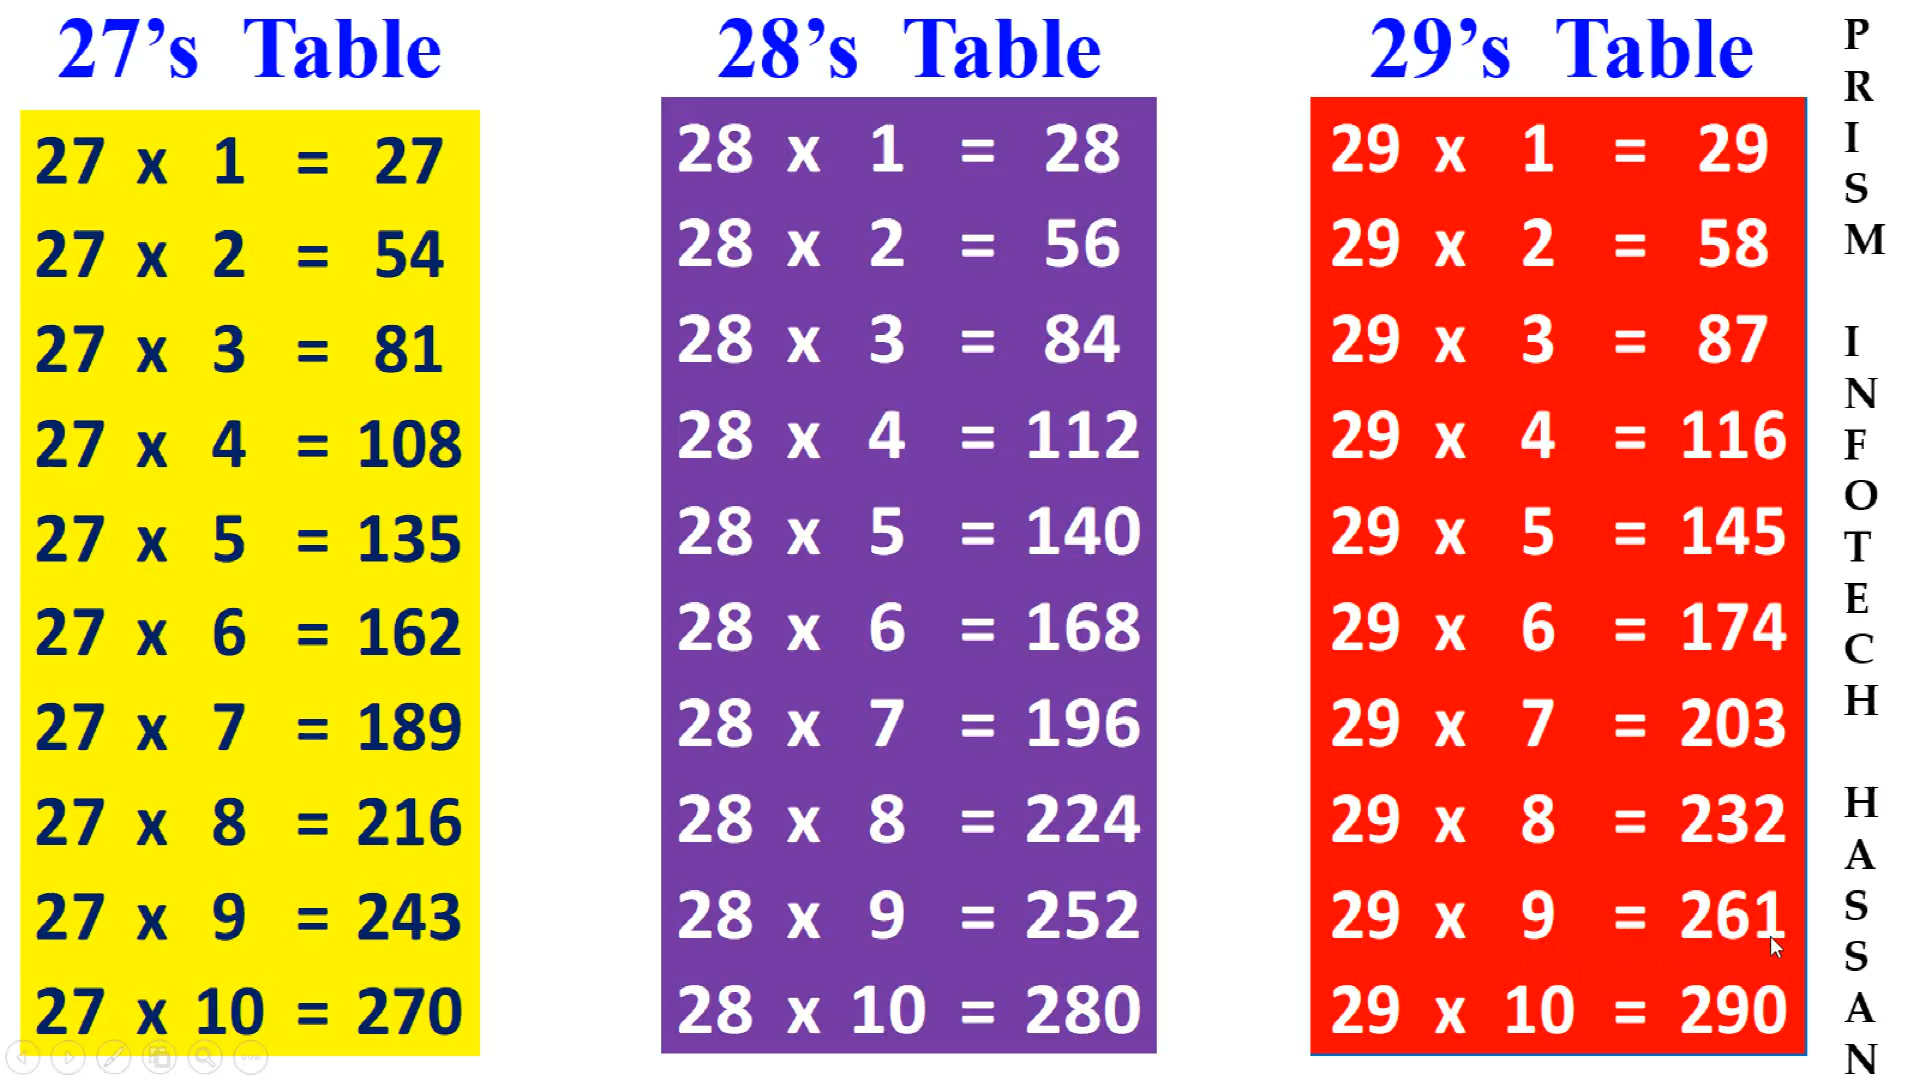 27’s Table
27 x 1 = 27
27 x 2 = 54
27 x 3 = 81
27 x 4 = 108
27 x 5 = 135
27 x 6 = 162
27 x 7 = 189
27 x 8 = 216
27 x 9 = 243
27 x 10 = 270
28’s Table
28 x 1 = 28
28 x 2 = 56
28 x 3 = 84
28 x 4 = 112
28 x 5 = 140
28 x 6 = 168
28 x 7 = 196
28 x 8 = 224
28 x 9 = 252
28 x 10 = 280
29’s Table
29 x 1 = 29
29 x 2 = 58
29 x 3 = 87
29 x 4 = 116
29 x 5 = 145
29 x 6 = 174
29 x 7 = 203
29 x 8 = 232
29 x 9 = 261
29 x 10 = 290
PRISM INFOTECH HASSAN